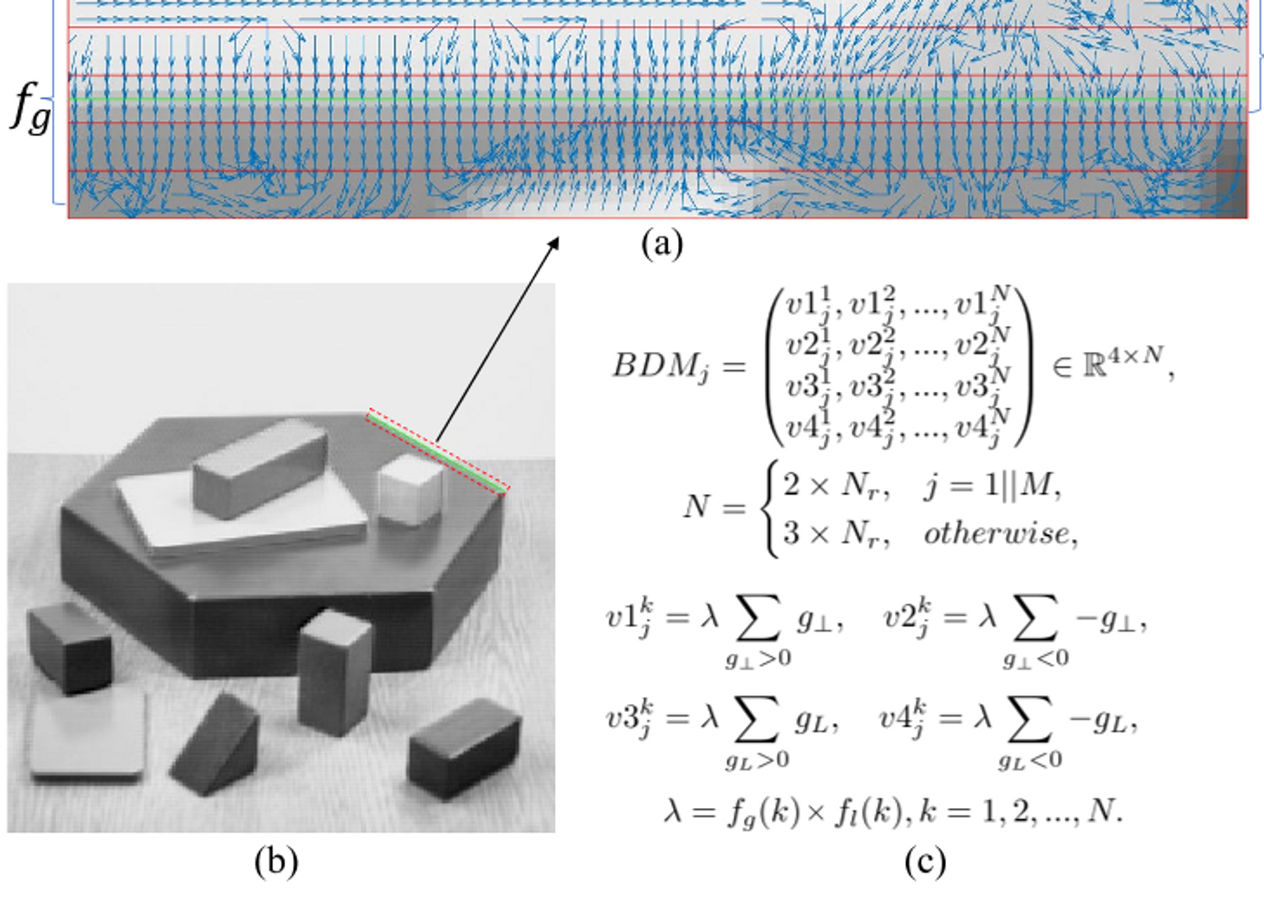 f_g
(a)
BDM_j = \begin{pmatrix} v1_j^1, v1_j^2, ..., v1_j^N \\ v2_j^1, v2_j^2, ..., v2_j^N \\ v3_j^1, v3_j^2, ..., v3_j^N \\ v4_j^1, v4_j^2, ..., v4_j^N \end{pmatrix} \in \mathbb{R}^{4 \times N},
N = \begin{cases} 2 \times N_r, & j = 1||M, \\ 3 \times N_r, & otherwise, \end{cases}
v1_j^k = \lambda \sum_{g_\perp>0} g_\perp, \quad v2_j^k = \lambda \sum_{g_\perp<0} -g_\perp,
v3_j^k = \lambda \sum_{g_L>0} g_L, \quad v4_j^k = \lambda \sum_{g_L<0} -g_L,
\lambda = f_g(k) \times f_l(k), k = 1, 2, ..., N.
(b)
(c)